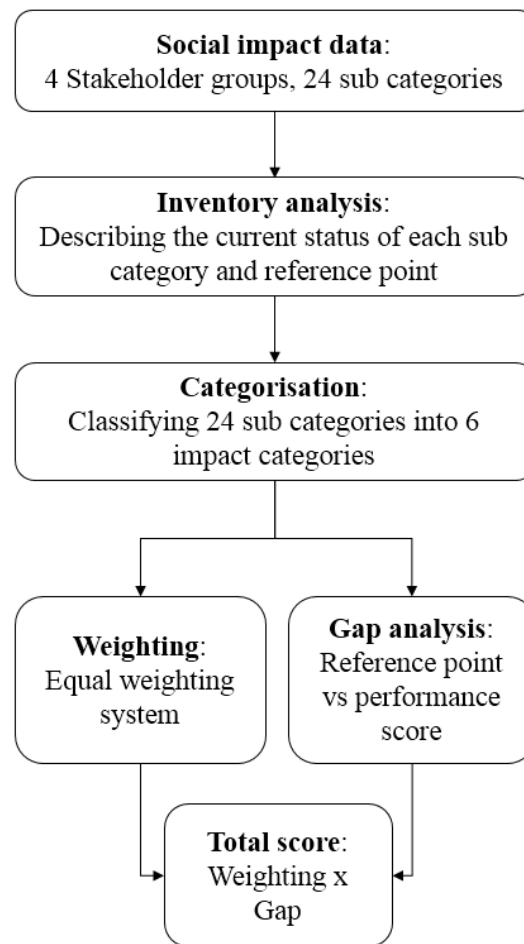 Social impact data:
4 Stakeholder groups, 24 sub categories
Inventory analysis:
Describing the current status of each sub
category and reference point
Categorisation:
Classifying 24 sub categories into 6
impact categories
Weighting:
Equal weighting
system
Gap analysis:
Reference point
vs performance
score
Total score:
Weighting x
Gap